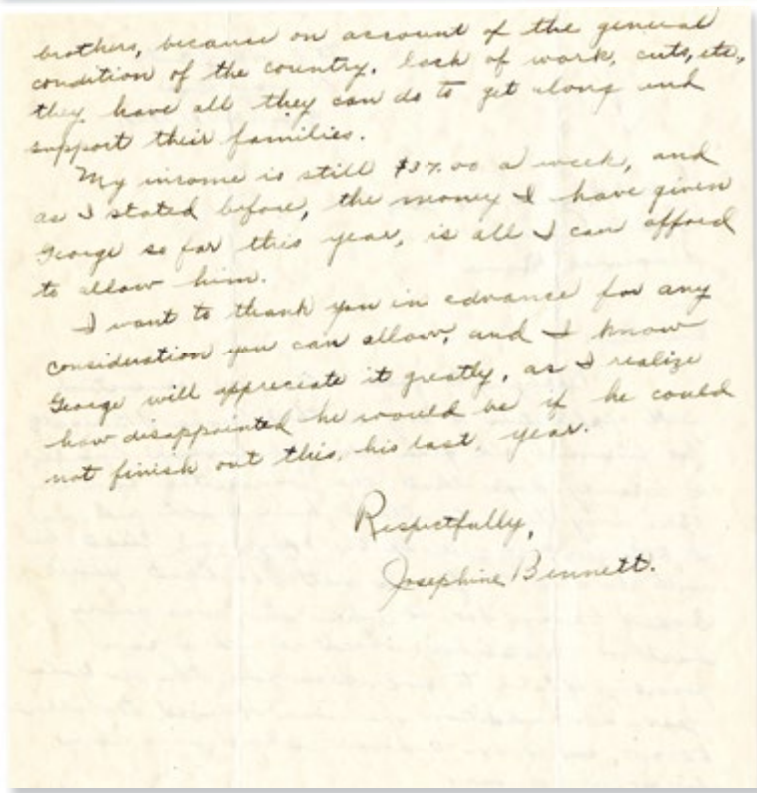 brothers, because on account of the general
condition of the country, lack of work, cuts, etc.,
they have all they can do to get along and
support their families.
My income is still $37.00 a week, and
as I stated before, the money I have given
George so far this year, is all I can afford
to allow him.
I want to thank you in advance for any
consideration you can allow, and I know
George will appreciate it greatly, as I realize
how disappointed he would be if he could
not finish out this, his last, year.
Respectfully,
Josephine Bennett.